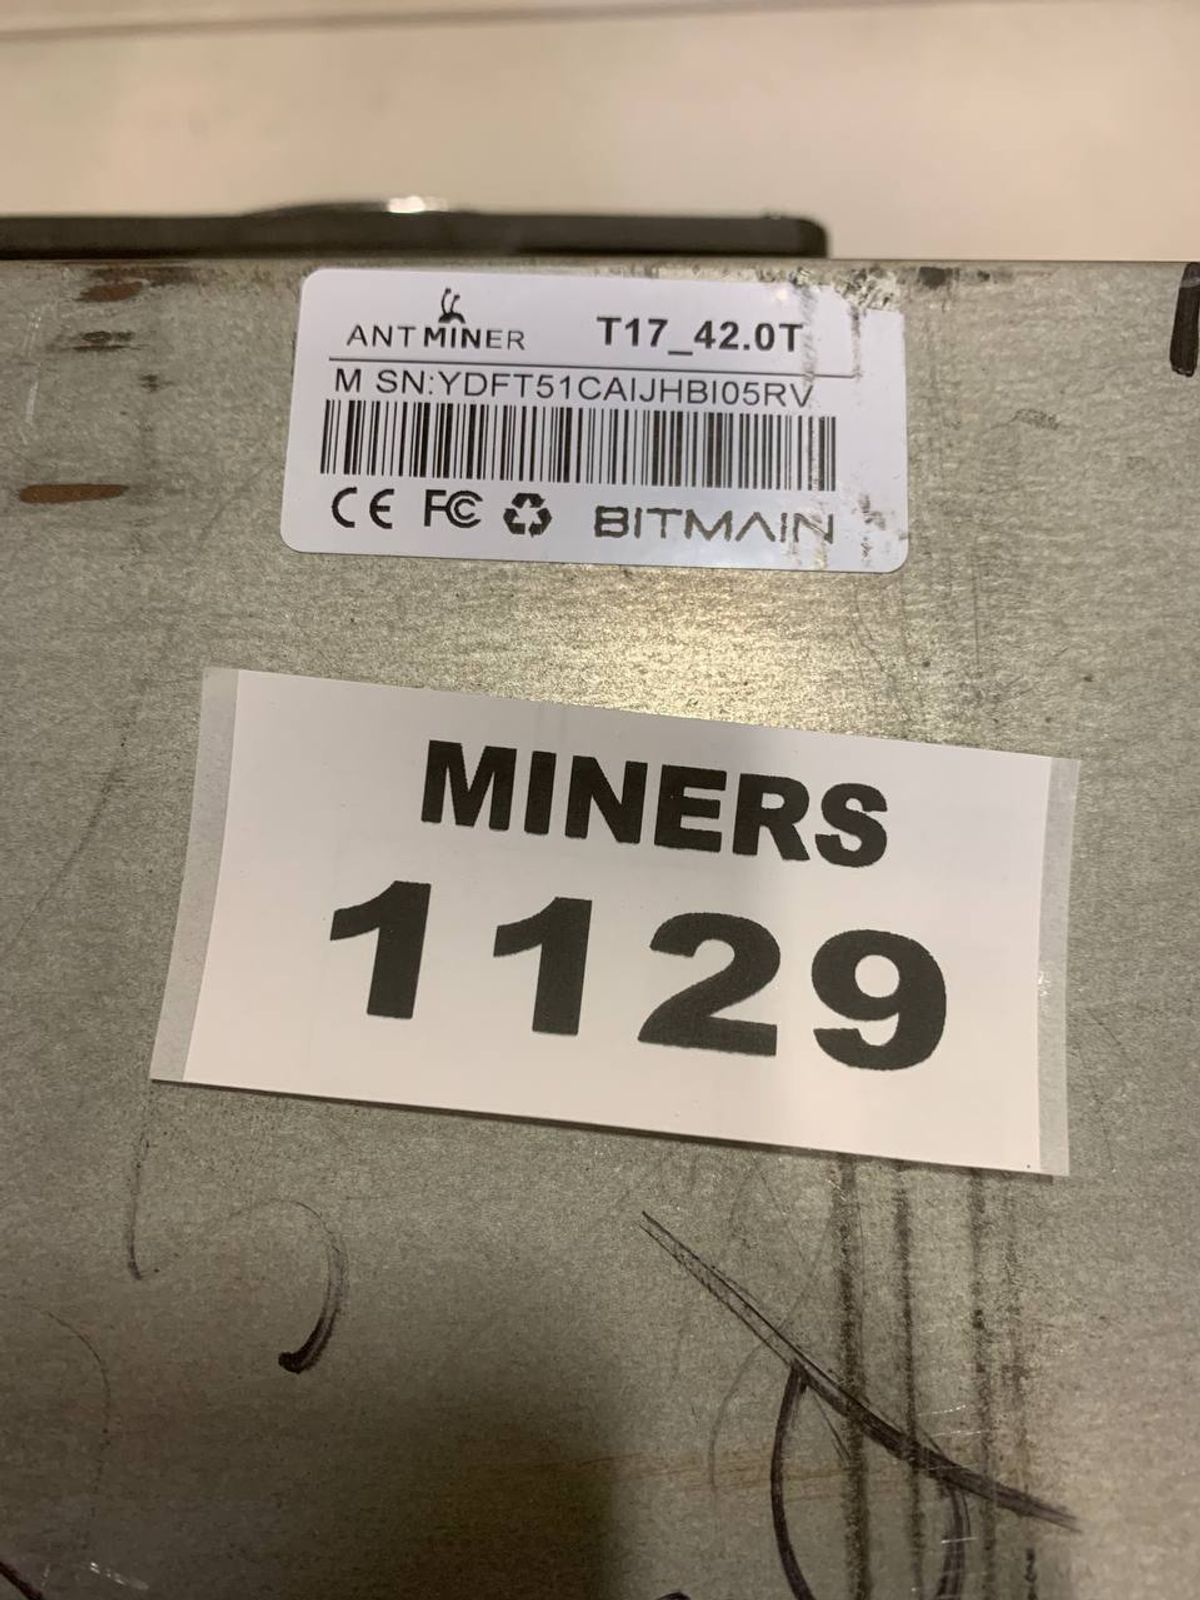 ANTMINER T17_42.0T
M SN:YDFT51CAIJHBI05RV
CE FC BITMAIN
MINERS
1129